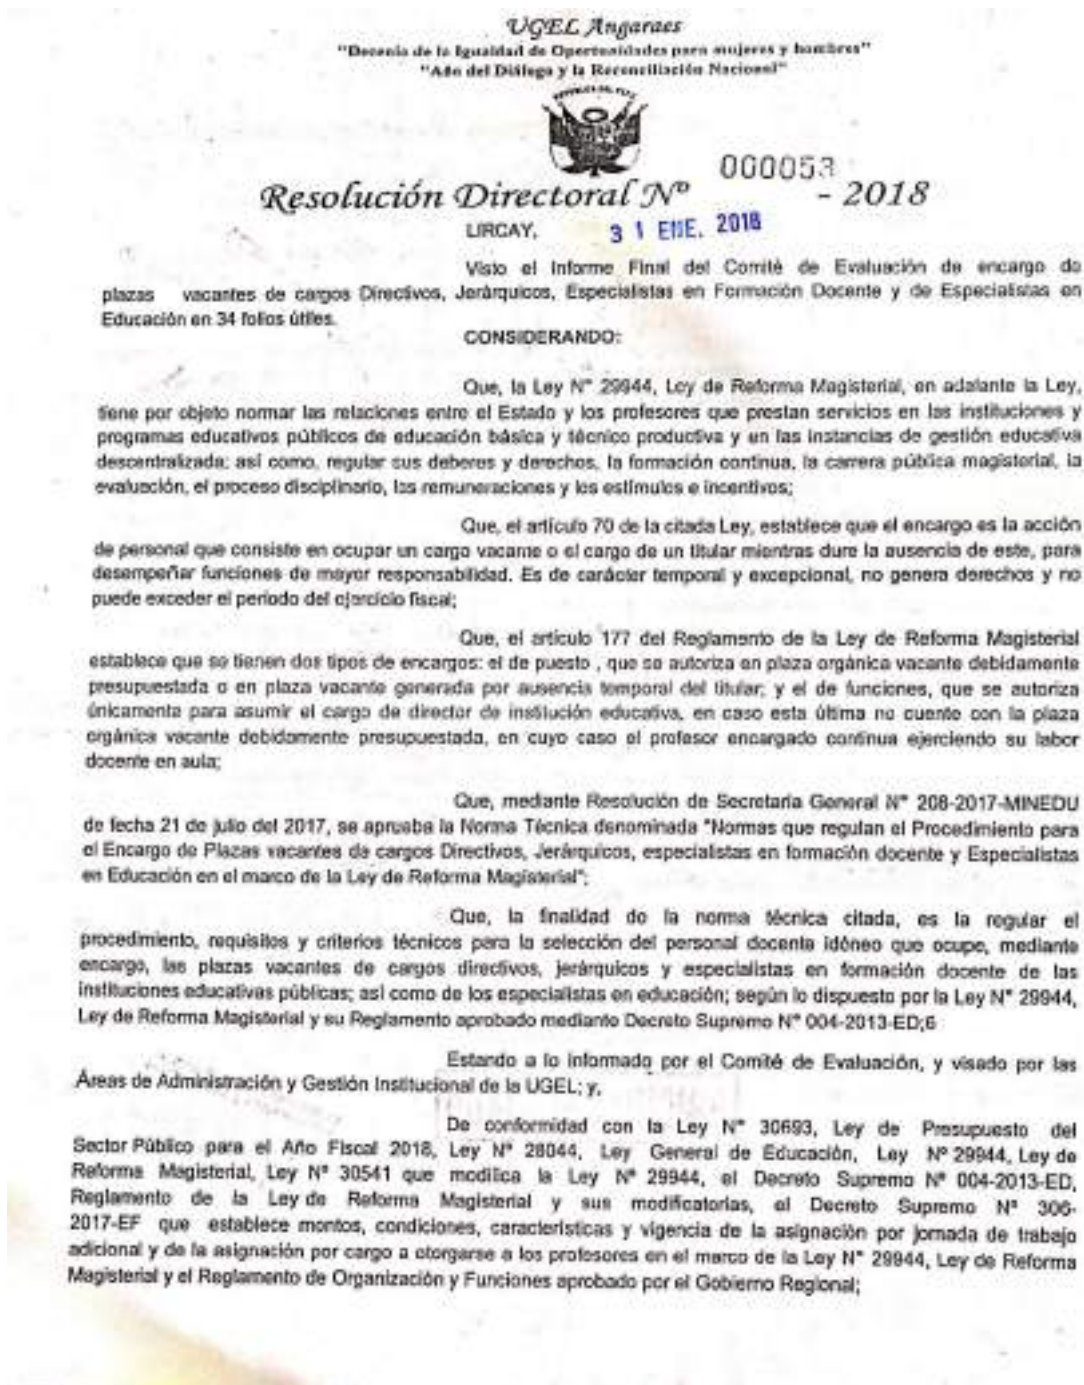 UGEL Angaraes
"Decenio de la Igualdad de Oportunidades para mujeres y hombres"
"Año del Diálogo y la Reconciliación Nacional"
000053
Resolución Directoral Nº - 2018
LIRCAY, 31 ENE. 2018
Visto el Informe Final del Comité de Evaluación de encargo de
plazas vacantes de cargos Directivos, Jerárquicos, Especialistas en Formación Docente y de Especialistas en
Educación en 34 folios útiles.
CONSIDERANDO:
Que, la Ley N° 29944, Ley de Reforma Magisterial, en adelante la Ley,
tiene por objeto normar las relaciones entre el Estado y los profesores que prestan servicios en las instituciones y
programas educativos públicos de educación básica y técnico productiva y en las instancias de gestión educativa
descentralizada; así como, regular sus deberes y derechos, la formación continua, la carrera pública magisterial, la
evaluación, el proceso disciplinario, las remuneraciones y los estímulos e incentivos;
Que, el artículo 70 de la citada Ley, establece que el encargo es la acción
de personal que consiste en ocupar un cargo vacante o el cargo de un titular mientras dure la ausencia de este, para
desempeñar funciones de mayor responsabilidad. Es de carácter temporal y excepcional, no genera derechos y no
puede exceder el periodo del ejercicio fiscal;
Que, el artículo 177 del Reglamento de la Ley de Reforma Magisterial
establece que se tienen dos tipos de encargos: el de puesto , que se autoriza en plaza orgánica vacante debidamente
presupuestada o en plaza vacante generada por ausencia temporal del titular; y el de funciones, que se autoriza
únicamente para asumir el cargo de director de institución educativa, en caso esta última no cuente con la plaza
orgánica vacante debidamente presupuestada, en cuyo caso el profesor encargado continua ejerciendo su labor
docente en aula;
Que, mediante Resolución de Secretaría General N° 208-2017-MINEDU
de fecha 21 de julio del 2017, se aprueba la Norma Técnica denominada "Normas que regulan el Procedimiento para
el Encargo de Plazas vacantes de cargos Directivos, Jerárquicos, especialistas en formación docente y Especialistas
en Educación en el marco de la Ley de Reforma Magisterial";
Que, la finalidad de la norma técnica citada, es la regular el
procedimiento, requisitos y criterios técnicos para la selección del personal docente idóneo que ocupe, mediante
encargo, las plazas vacantes de cargos directivos, jerárquicos y especialistas en formación docente de las
instituciones educativas públicas; así como de los especialistas en educación; según lo dispuesto por la Ley N° 29944,
Ley de Reforma Magisterial y su Reglamento aprobado mediante Decreto Supremo N° 004-2013-ED;6
Estando a lo informado por el Comité de Evaluación, y visado por las
Áreas de Administración y Gestión Institucional de la UGEL; y,
De conformidad con la Ley N° 30693, Ley de Presupuesto del
Sector Público para el Año Fiscal 2018, Ley N° 28044, Ley General de Educación, Ley N° 29944, Ley de
Reforma Magisterial, Ley N° 30541 que modifica la Ley N° 29944, el Decreto Supremo N° 004-2013-ED,
Reglamento de la Ley de Reforma Magisterial y sus modificatorias, el Decreto Supremo N° 306-
2017-EF que establece montos, condiciones, características y vigencia de la asignación por jornada de trabajo
adicional y de la asignación por cargo a otorgarse a los profesores en el marco de la Ley N° 29944, Ley de Reforma
Magisterial y el Reglamento de Organización y Funciones aprobado por el Gobierno Regional;